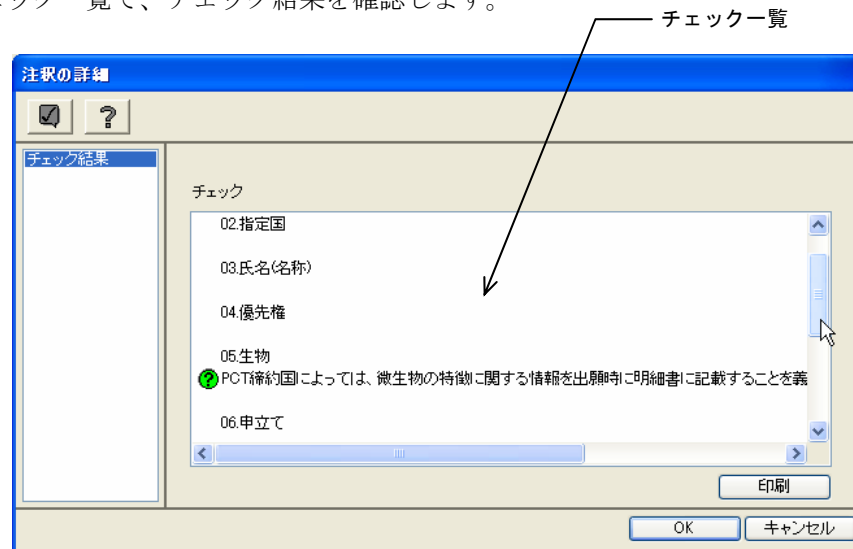 ェック一覧で、チェック結果を確認します。
チェック一覧
注釈の詳細
チェック結果
チェック
02.指定国
03.氏名(名称)
04.優先権
05.生物
PCT締約国によっては、微生物の特徴に関する情報を出願時に明細書に記載することを義
06.申立て
印刷
OK
キャンセル